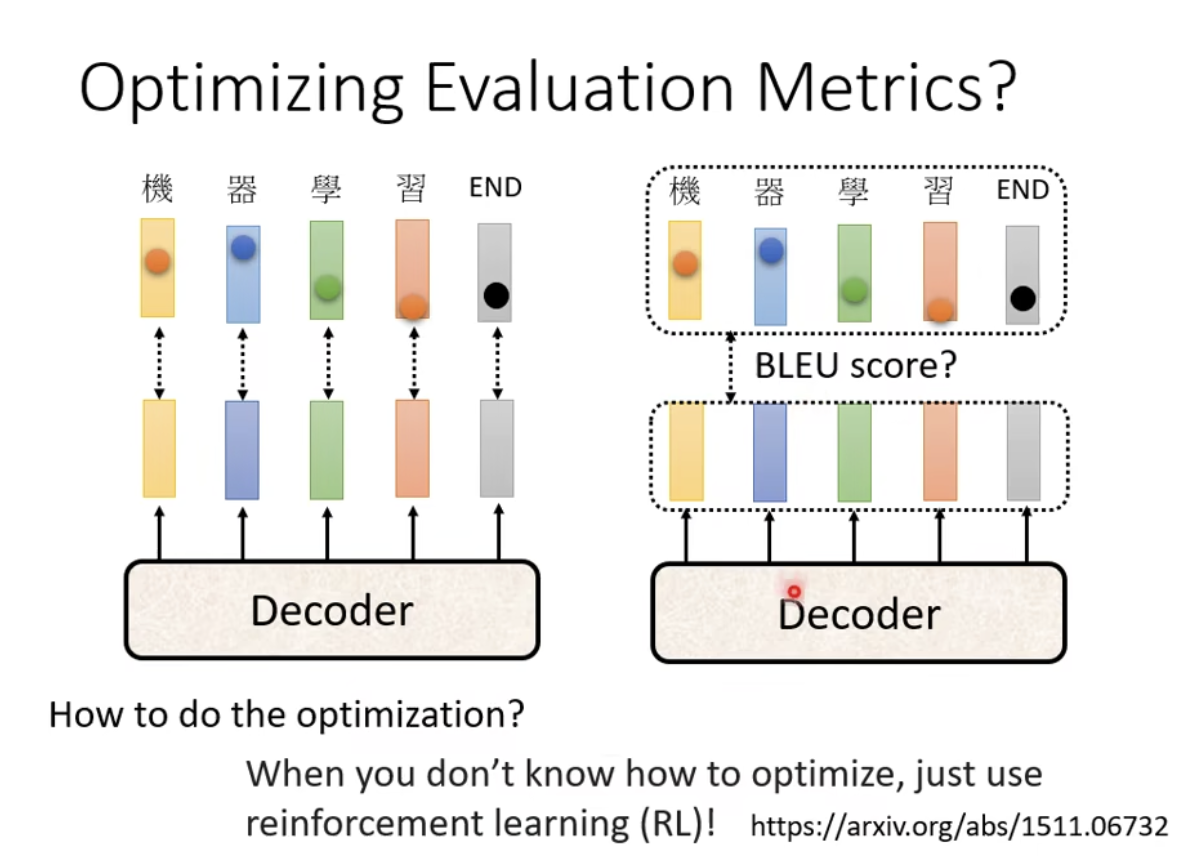 Optimizing Evaluation Metrics?
機 器 學 習 END
機 器 學 習 END
BLEU score?
Decoder
Decoder
How to do the optimization?
When you don't know how to optimize, just use
reinforcement learning (RL)! https://arxiv.org/abs/1511.06732